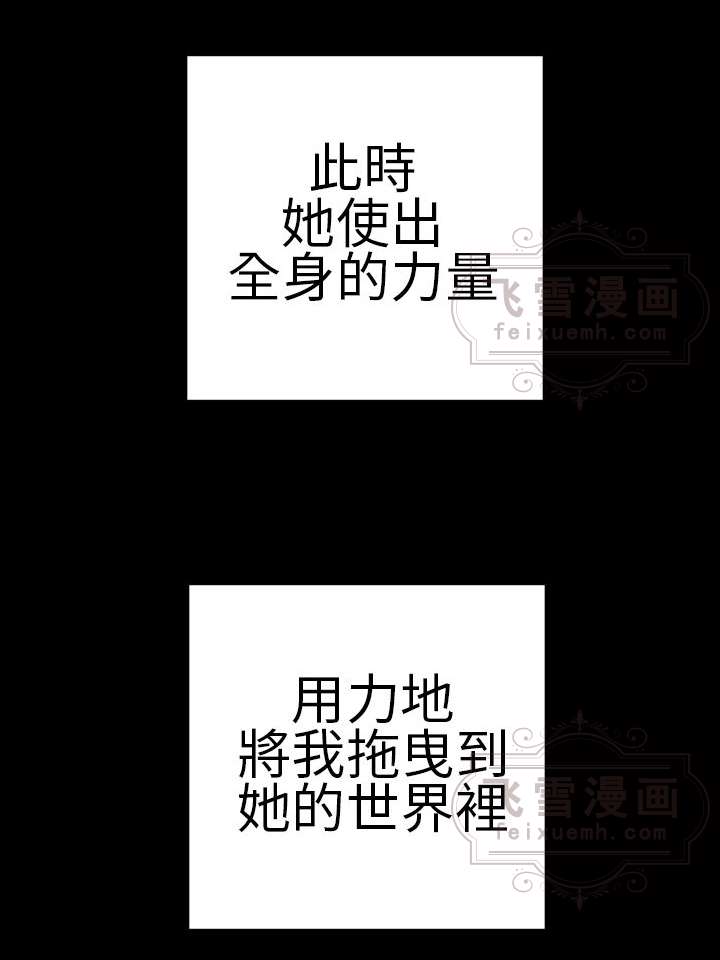 此時
她使出
全身的力量
飞雪漫画
feixuemh.com
用力地
將我拖曳到
她的世界裡
飞雪漫画
feixuemh.com